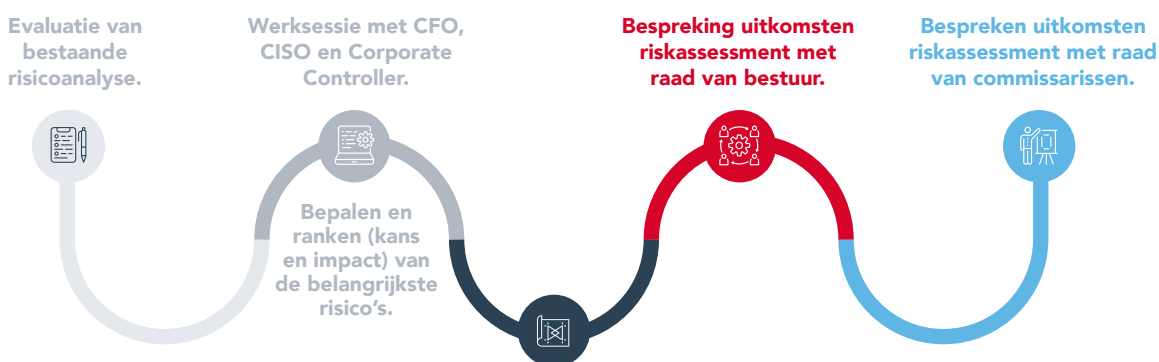 Evaluatie van
bestaande
risicoanalyse.
Werksessie met CFO,
CISO en Corporate
Controller.
Bepalen en
ranken (kans
en impact) van
de belangrijkste
risico’s.
Bespreking uitkomsten
riskassessment met
raad van bestuur.
Bespreken uitkomsten
riskassessment met raad
van commissarissen.